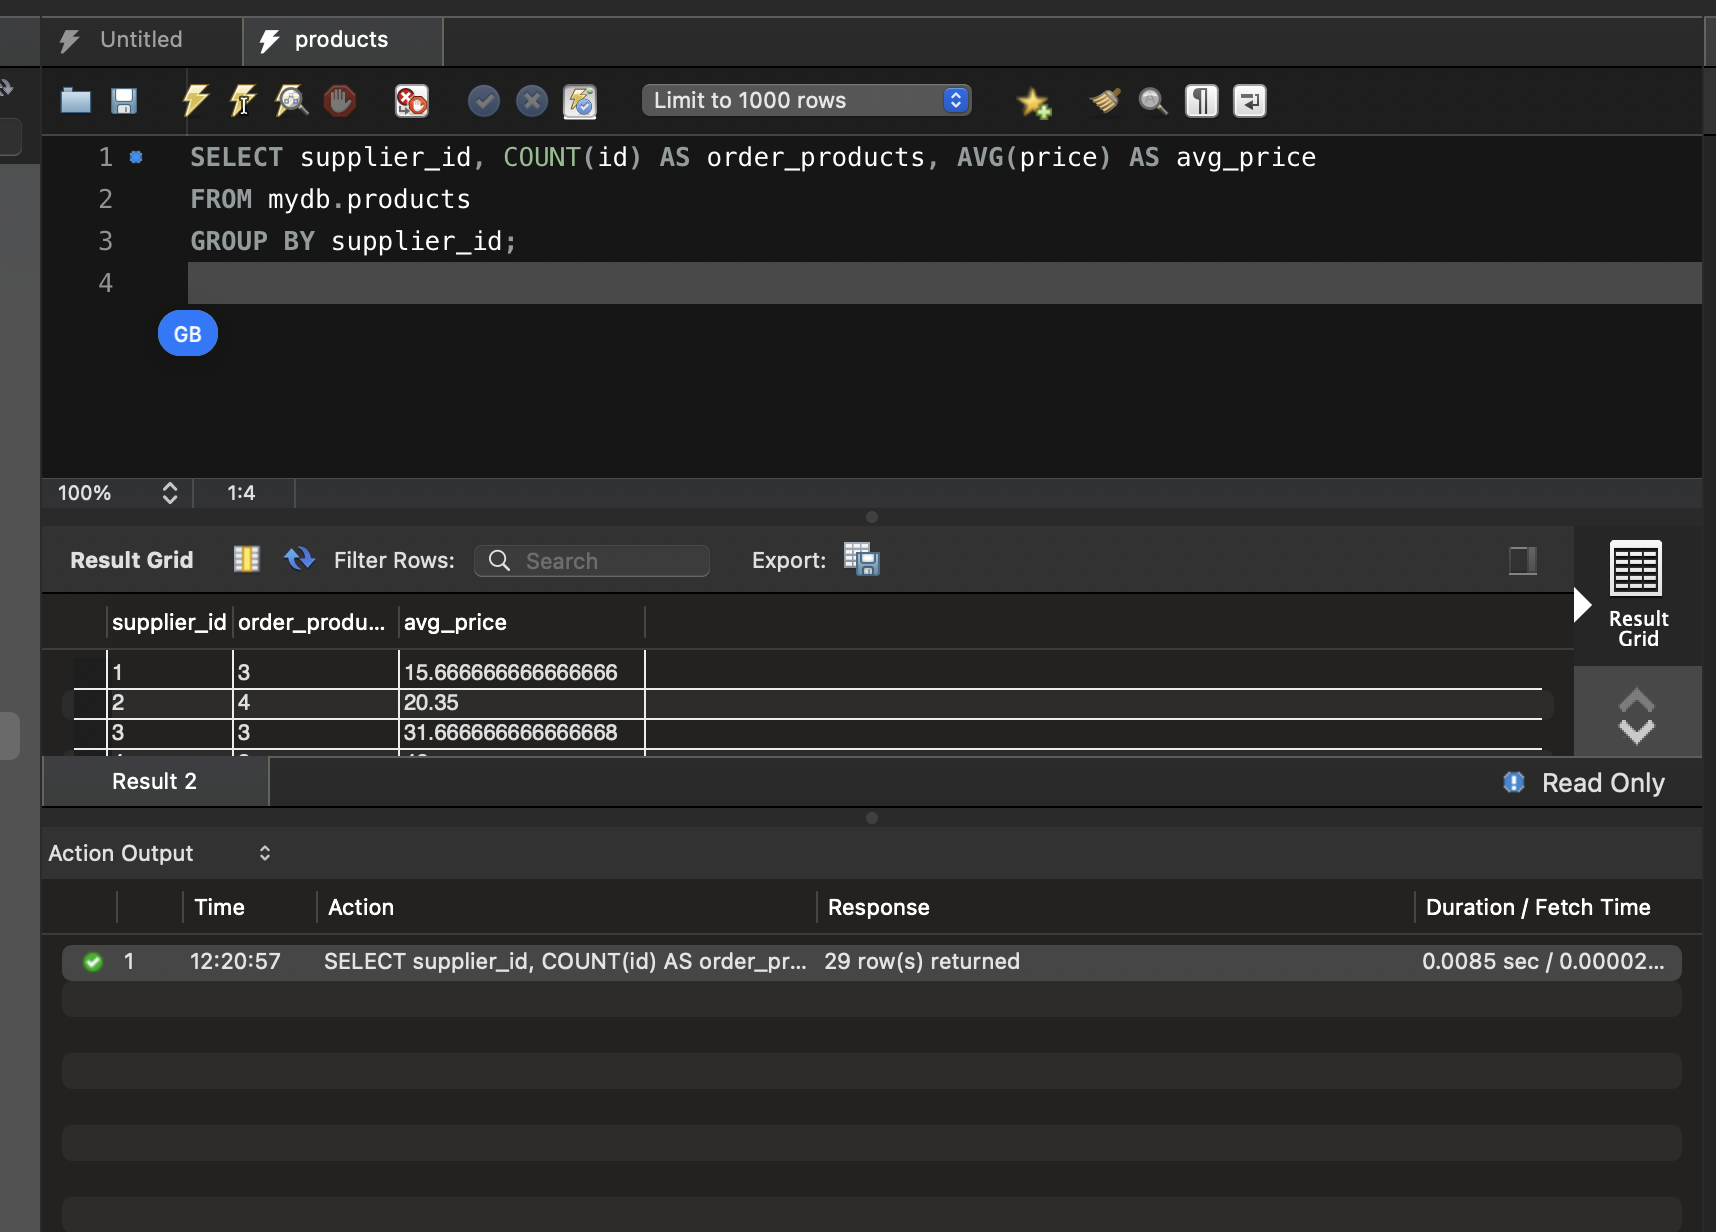 Untitled
products
Limit to 1000 rows
1 SELECT supplier_id, COUNT(id) AS order_products, AVG(price) AS avg_price
2 FROM mydb.products
3 GROUP BY supplier_id;
4
GB
100% 1:4
Result Grid Filter Rows: Search Export:
Result
Grid
supplier_id order_produ... avg_price
1 3 15.666666666666666
2 4 20.35
3 3 31.666666666666668
Result 2 Read Only
Action Output
Time Action Response Duration / Fetch Time
1 12:20:57 SELECT supplier_id, COUNT(id) AS order_pr... 29 row(s) returned 0.0085 sec / 0.00002...